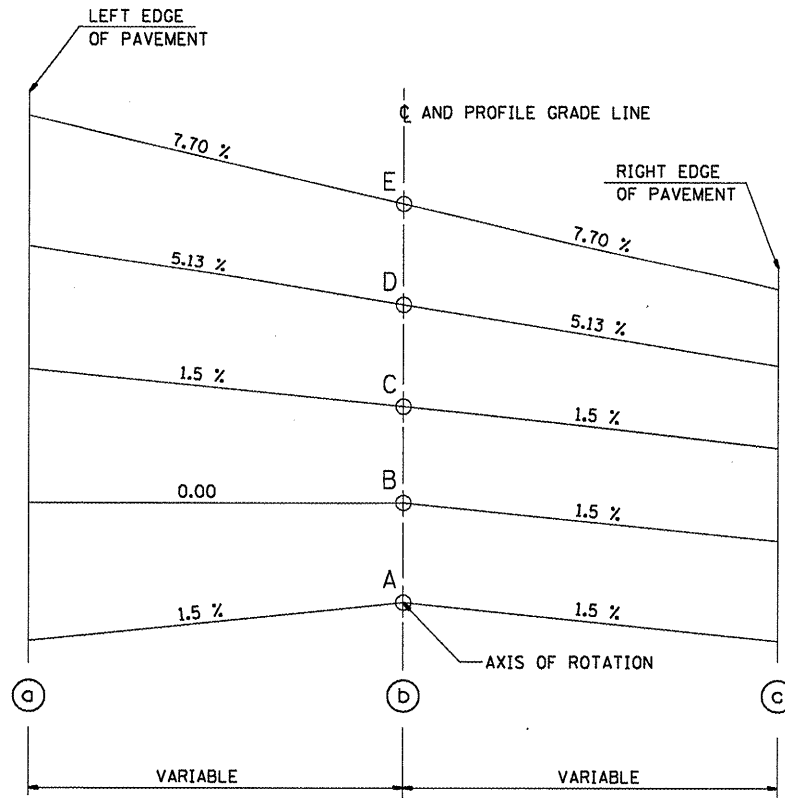 LEFT EDGE
OF PAVEMENT
℄ AND PROFILE GRADE LINE
7.70 %
E
RIGHT EDGE
OF PAVEMENT
7.70 %
5.13 %
D
5.13 %
1.5 %
C
1.5 %
0.00
B
1.5 %
A
1.5 %
1.5 %
AXIS OF ROTATION
a
b
c
VARIABLE
VARIABLE